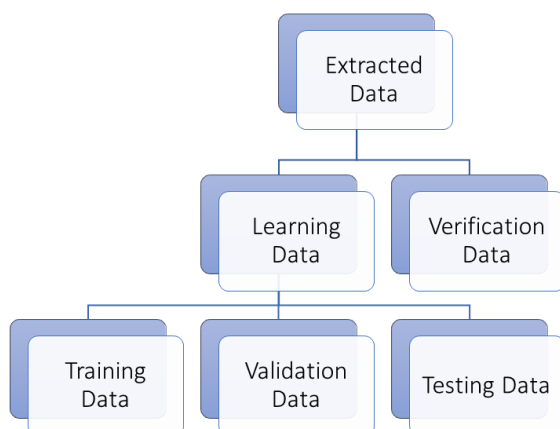 Extracted
Data
Learning
Data
Verification
Data
Training
Data
Validation
Data
Testing Data